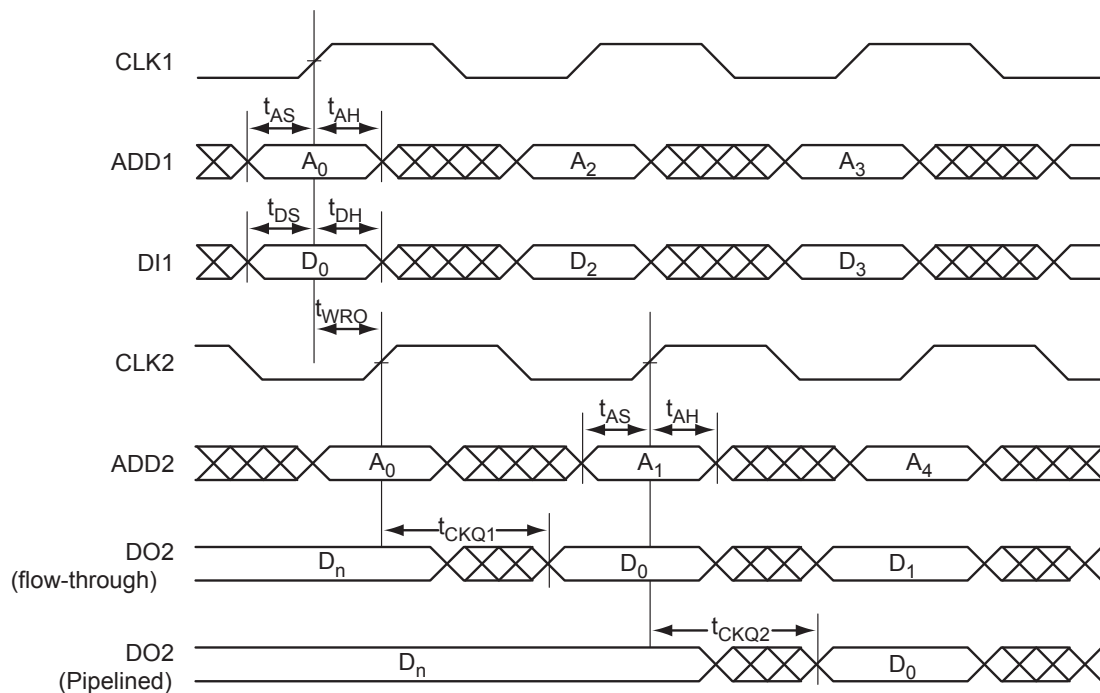 CLK1
tAS tAH
ADD1 A0 A2 A3
tDS tDH
DI1 D0 D2 D3
tWRO
CLK2
tAS tAH
ADD2 A0 A1 A4
tCKQ1
DO2
(flow-through)
Dn D0 D1
tCKQ2
DO2
(Pipelined)
Dn D0